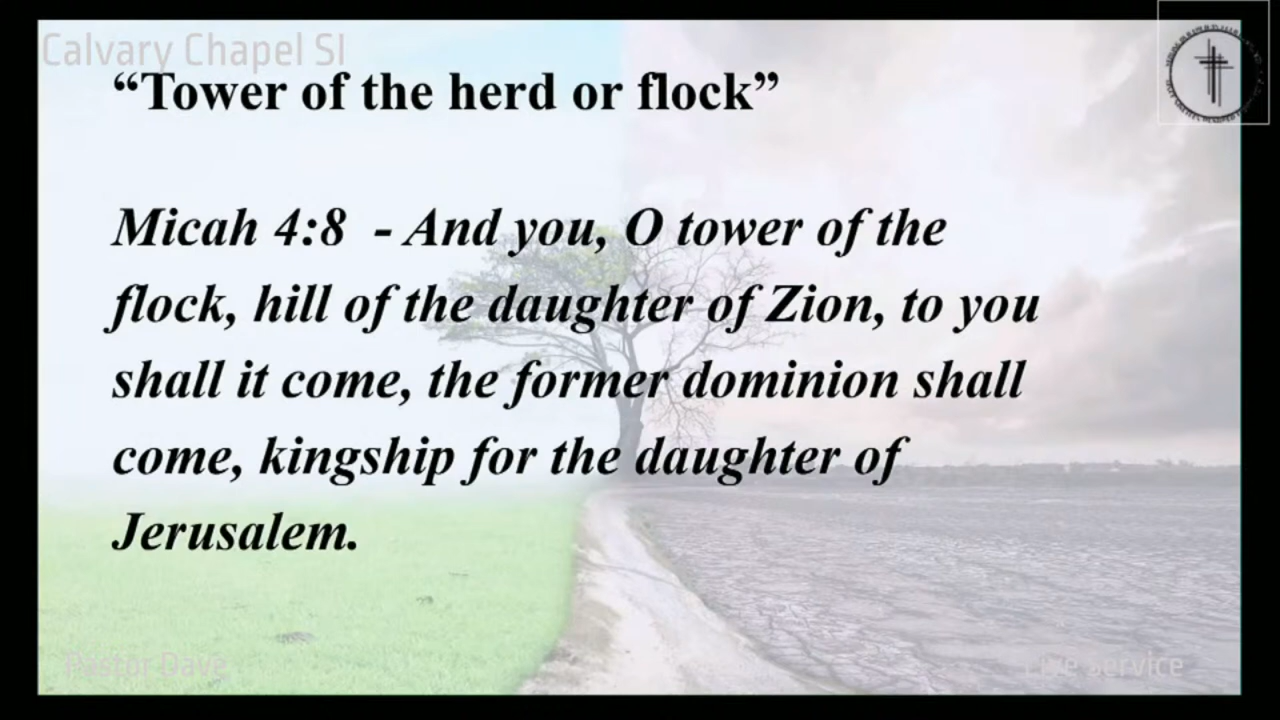 Calvary Chapel SI
“Tower of the herd or flock”
Micah 4:8 - And you, O tower of the
flock, hill of the daughter of Zion, to you
shall it come, the former dominion shall
come, kingship for the daughter of
Jerusalem.
Pastor Dave
Live Service